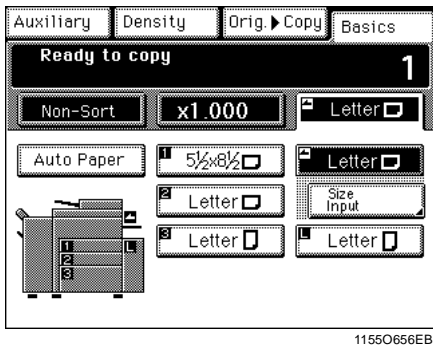 Auxiliary Density Orig.▶Copy Basics
Ready to copy
1
Non-Sort x1.000 Letter
Auto Paper 1 5½x8½ Letter
2 Letter Size
Input
3 Letter L Letter
1 L
2
3
1155O656EB